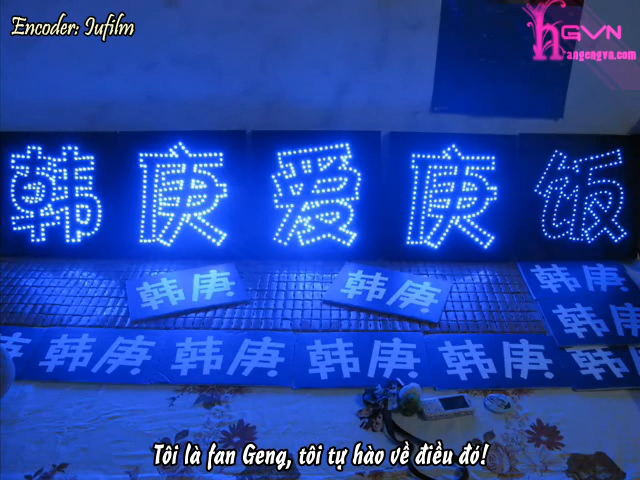 Encoder: Iufilm
hGVN
hangengvn.com
韩庚爱庚饭
韩庚 韩庚 韩庚
韩庚
韩庚 韩庚 韩庚 韩庚 韩庚
Tôi là fan Geng, tôi tự hào về điều đó!